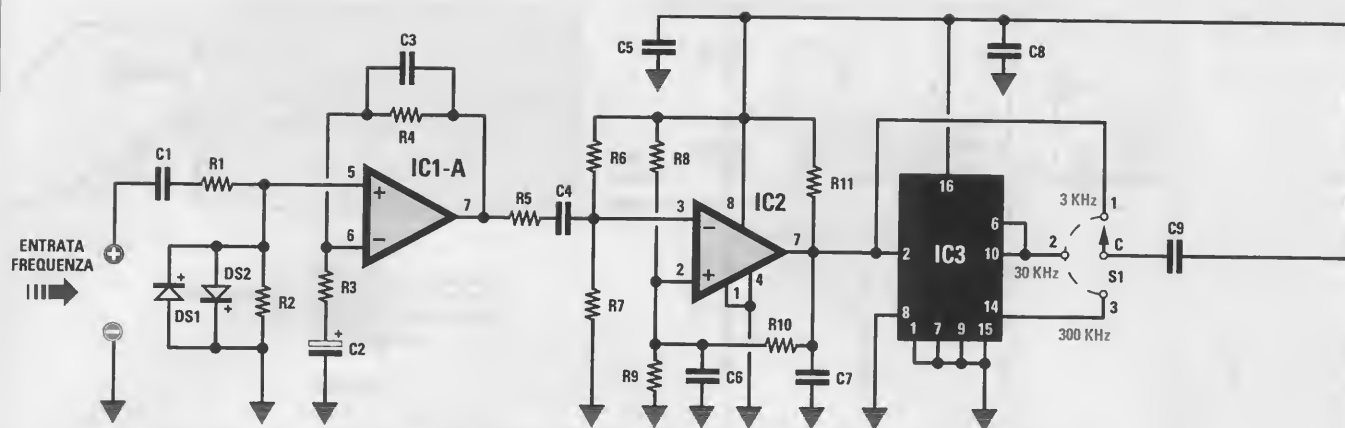 C5
C8
C3
R4
IC1-A
C1
R1
5
+
6
−
7
R5
C4
R6
R8
R11
IC2
8
3
−
2
+
7
1
4
16
IC3
2
8
1
7
9
15
6
10
14
3 KHz
1
2
30 KHz
C
S1
3
300 KHz
C9
ENTRATA
FREQUENZA
+
−
DS1
+
DS2
+
R2
R3
+
C2
R7
R9
C6
R10
C7